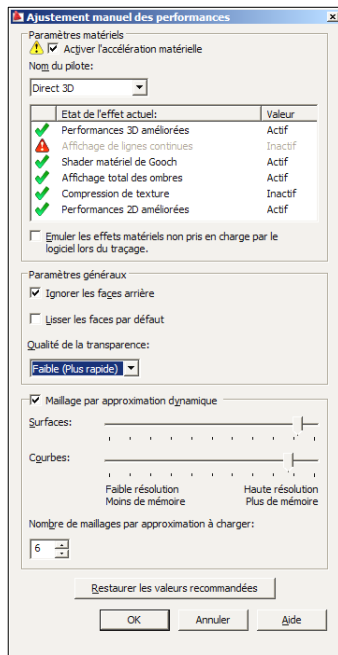 Ajustement manuel des performances
Paramètres matériels
Activer l'accélération matérielle
Nom du pilote:
Direct 3D
Etat de l'effet actuel: Valeur
Performances 3D améliorées Actif
Affichage de lignes continues Inactif
Shader matériel de Gooch Actif
Affichage total des ombres Actif
Compression de texture Inactif
Performances 2D améliorées Actif
Emuler les effets matériels non pris en charge par le
logiciel lors du traçage.
Paramètres généraux
Ignorer les faces arrière
Lisser les faces par défaut
Qualité de la transparence:
Faible (Plus rapide)
Maillage par approximation dynamique
Surfaces:
Courbes:
Faible résolution Haute résolution
Moins de mémoire Plus de mémoire
Nombre de maillages par approximation à charger:
6
Restaurer les valeurs recommandées
OK Annuler Aide